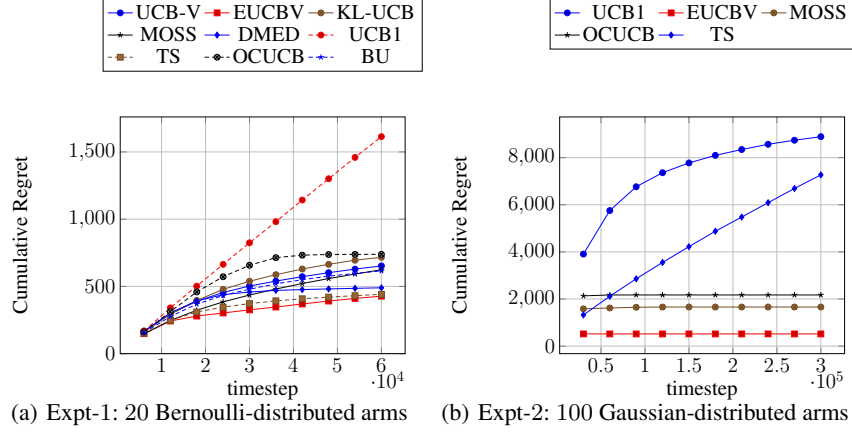 UCB-V EUCBV KL-UCB
MOSS DMED UCB1
TS OCUCB BU
1,500
1,000
500
0
Cumulative Regret
1 2 3 4 5 6
timestep
·10^4
(a) Expt-1: 20 Bernoulli-distributed arms
UCB1 EUCBV MOSS
OCUCB TS
8,000
6,000
4,000
2,000
0
Cumulative Regret
0.5 1 1.5 2 2.5 3
timestep
·10^5
(b) Expt-2: 100 Gaussian-distributed arms